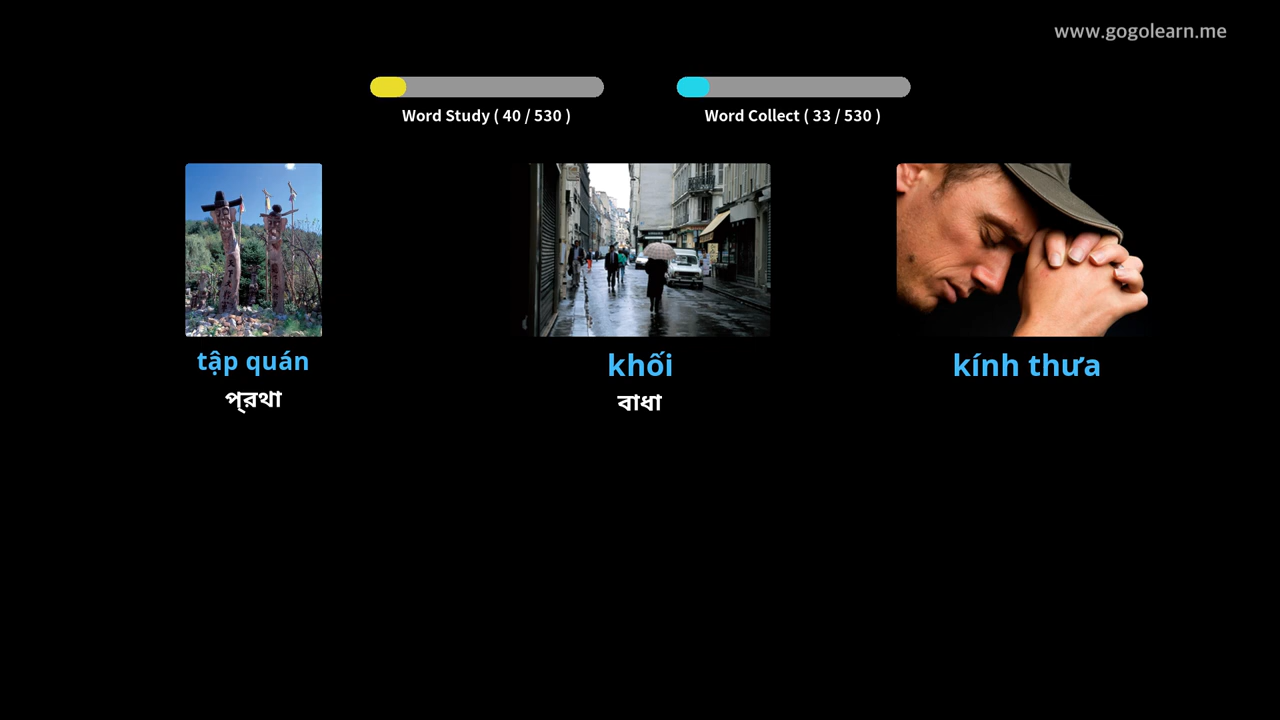 www.gogolearn.me
Word Study ( 40 / 530 )
Word Collect ( 33 / 530 )
tập quán
khối
kính thưa
প্রথা
বাধা